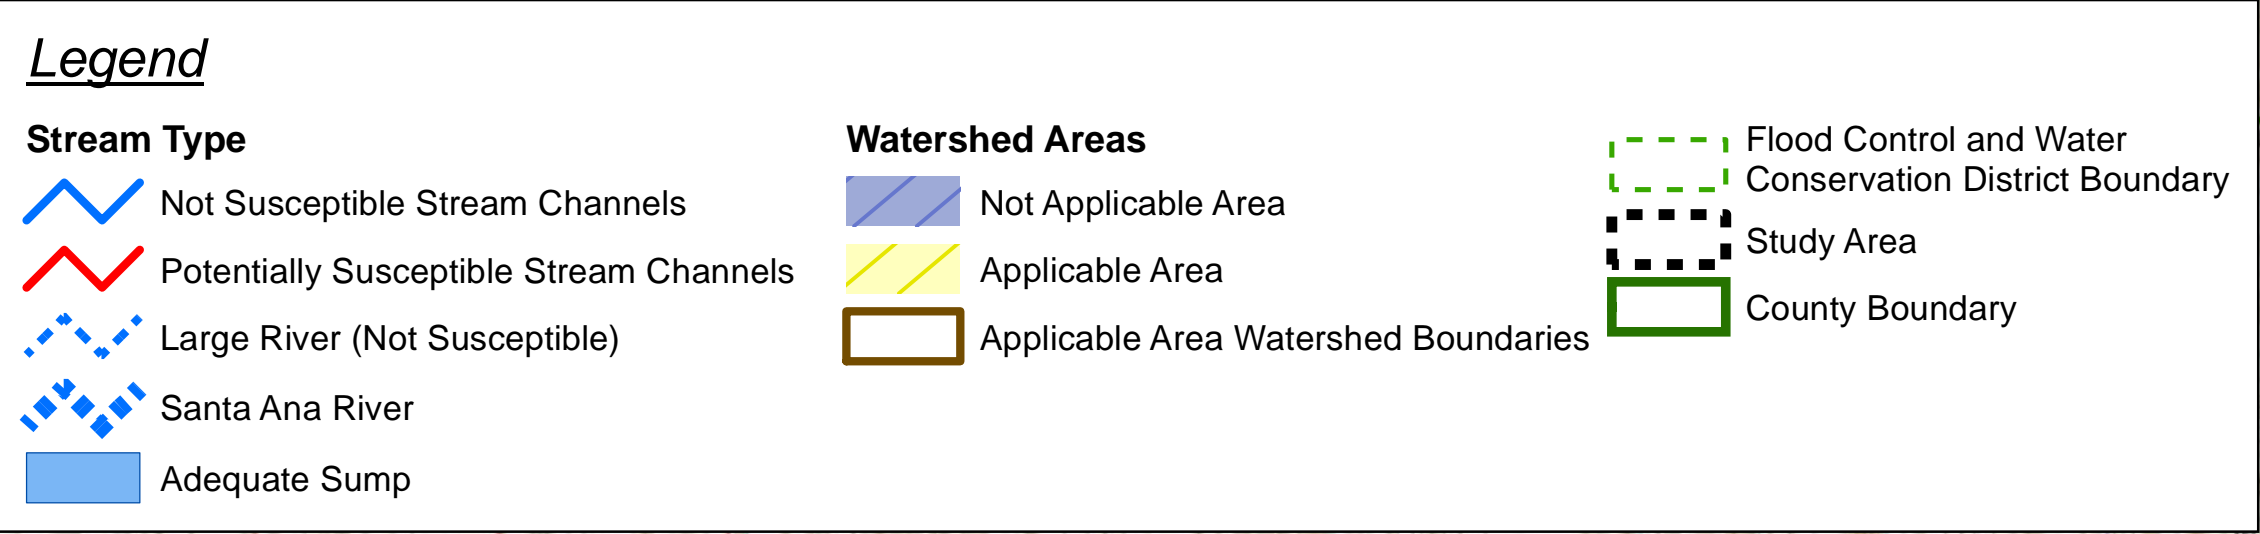 Legend
Stream Type
Not Susceptible Stream Channels
Potentially Susceptible Stream Channels
Large River (Not Susceptible)
Santa Ana River
Adequate Sump
Watershed Areas
Not Applicable Area
Applicable Area
Applicable Area Watershed Boundaries
Flood Control and Water
Conservation District Boundary
Study Area
County Boundary